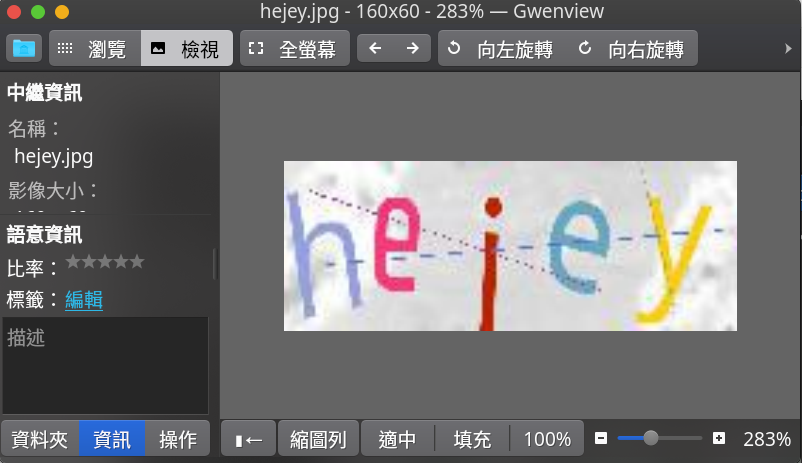 hejey.jpg - 160x60 - 283% — Gwenview
瀏覽 檢視 全螢幕 向左旋轉 向右旋轉
中繼資訊
名稱：
hejey.jpg
影像大小：
語意資訊
比率：
標籤：編輯
描述
hejey
資料夾 資訊 操作 縮圖列 適中 填充 100% 283%